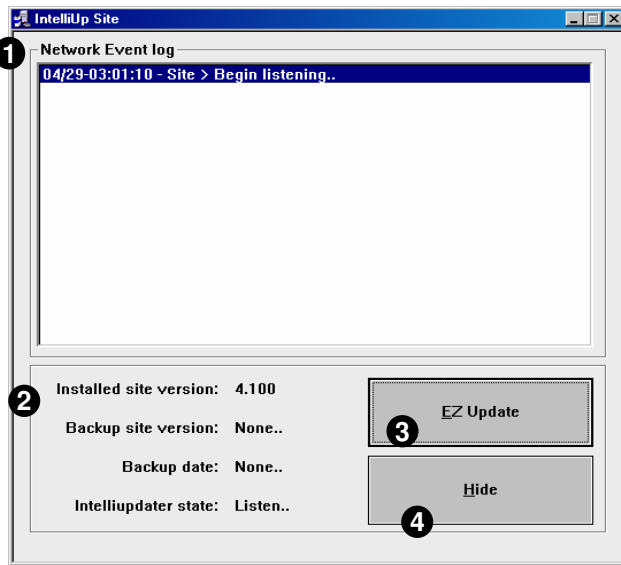 IntelliUp Site
1
Network Event log
04/29-03:01:10 - Site > Begin listening..
2
Installed site version: 4.100
Backup site version: None..
Backup date: None..
Intelliupdater state: Listen..
EZ Update
3
Hide
4